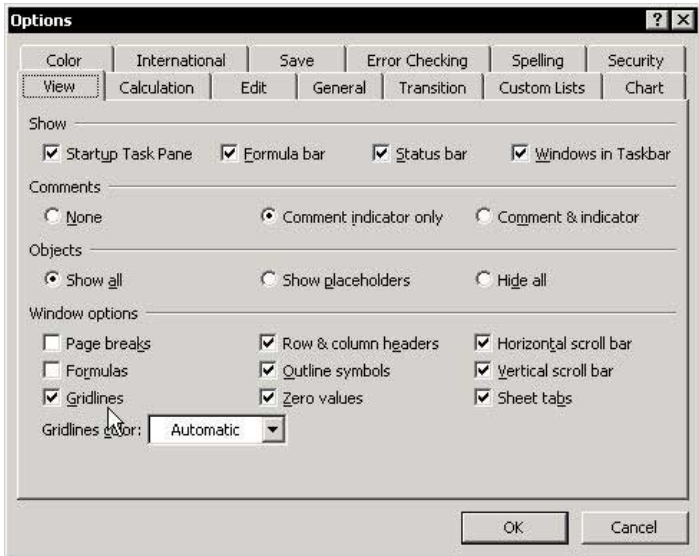 Options
Color International Save Error Checking Spelling Security
View Calculation Edit General Transition Custom Lists Chart
Show
Startup Task Pane Formula bar Status bar Windows in Taskbar
Comments
None Comment indicator only Comment & indicator
Objects
Show all Show placeholders Hide all
Window options
Page breaks Row & column headers Horizontal scroll bar
Formulas Outline symbols Vertical scroll bar
Gridlines Zero values Sheet tabs
Gridlines color: Automatic
OK Cancel